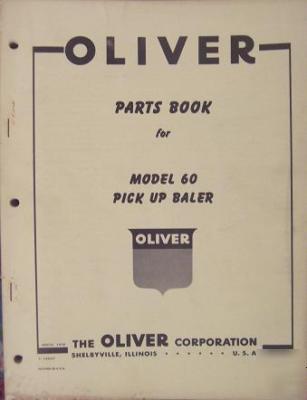 OLIVER
PARTS BOOK
for
MODEL 60
PICK UP BALER
OLIVER
THE OLIVER CORPORATION
SHELBYVILLE, ILLINOIS · · · · · · U. S. A